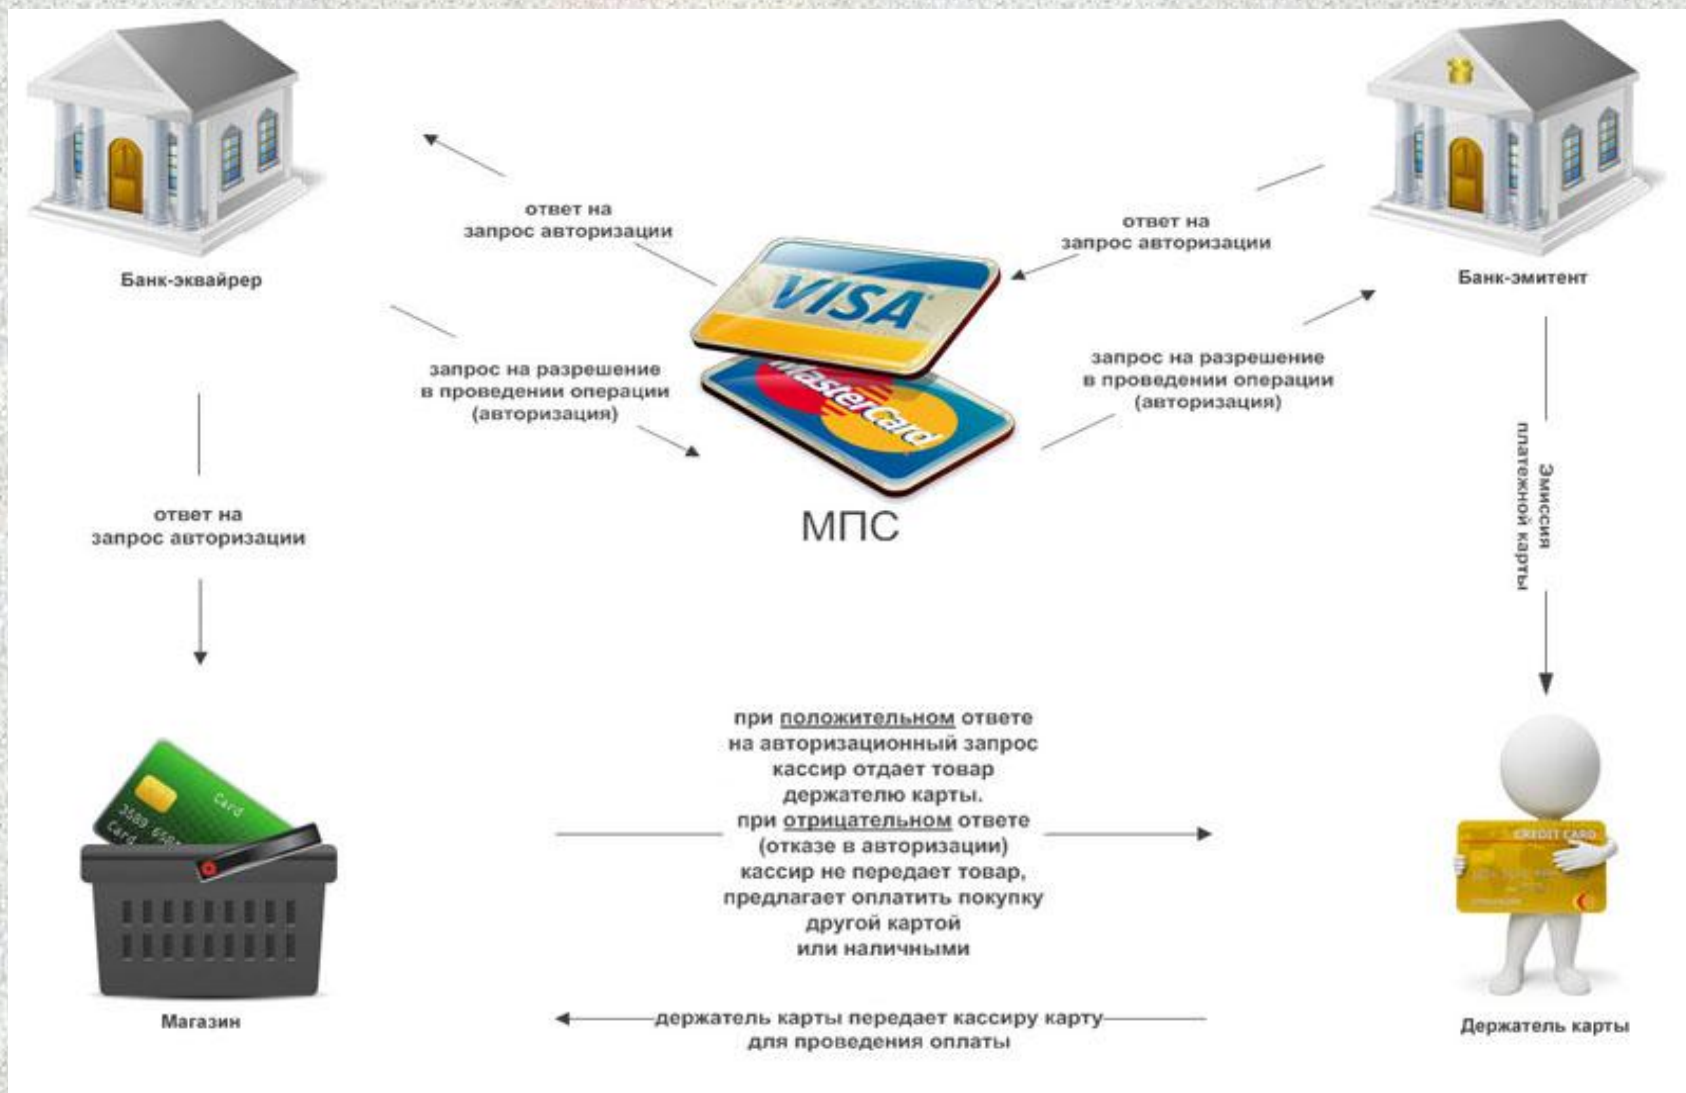 ответ на
запрос авторизации
ответ на
запрос авторизации
VISA
Банк-эквайрер
Банк-эмитент
запрос на разрешение
в проведении операции
(авторизация)
MasterCard
запрос на разрешение
в проведении операции
(авторизация)
МПС
Эмиссия
платежной карты
ответ на
запрос авторизации
при положительном ответе
на авторизационный запрос
кассир отдает товар
держателю карты.
при отрицательном ответе
(отказе в авторизации)
кассир не передает товар,
предлагает оплатить покупку
другой картой
или наличными
Card
Card
CREDIT CARD
Магазин
держатель карты передает кассиру карту
для проведения оплаты
Держатель карты